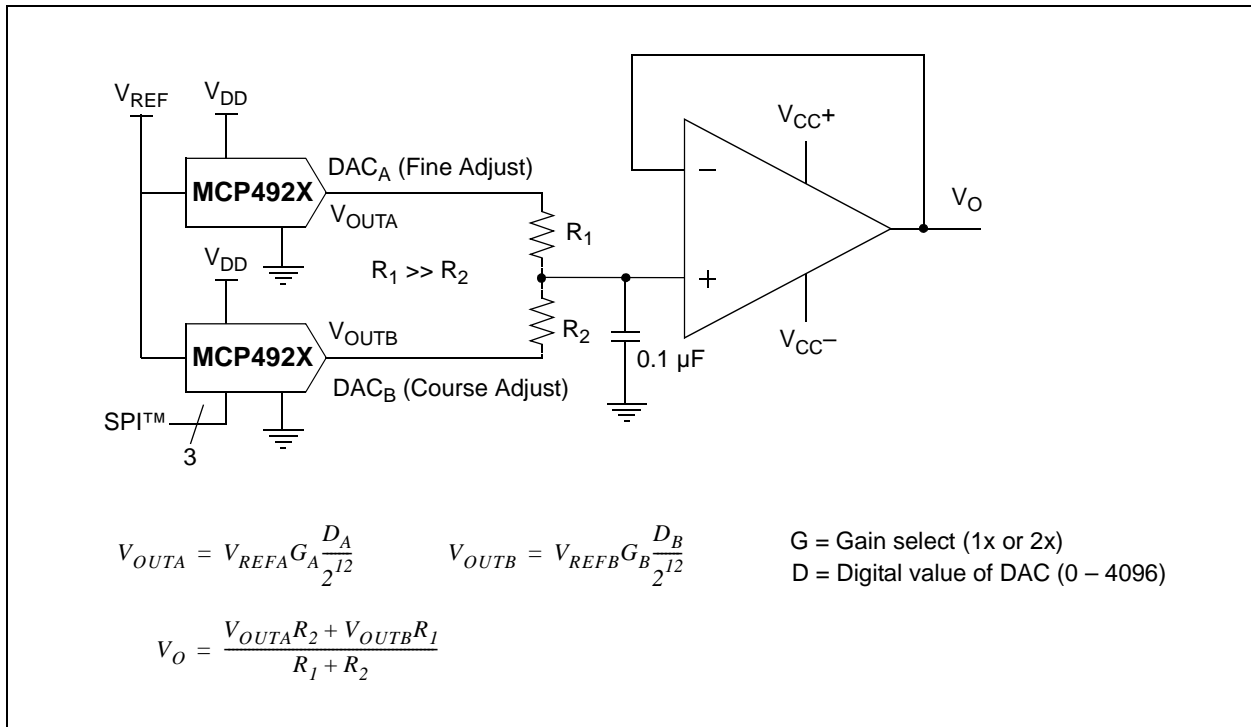 V_REF
V_DD
MCP492X
DAC_A (Fine Adjust)
V_OUTA
R_1
V_DD
R_1 >> R_2
V_OUTB
MCP492X
R_2
DAC_B (Course Adjust)
SPI™
3
0.1 µF
−
+
V_CC+
V_CC−
V_O
V_OUTA = V_REFA G_A D_A/2^12
V_OUTB = V_REFB G_B D_B/2^12
G = Gain select (1x or 2x)
D = Digital value of DAC (0 – 4096)
V_O = (V_OUTA R_2 + V_OUTB R_1)/(R_1 + R_2)